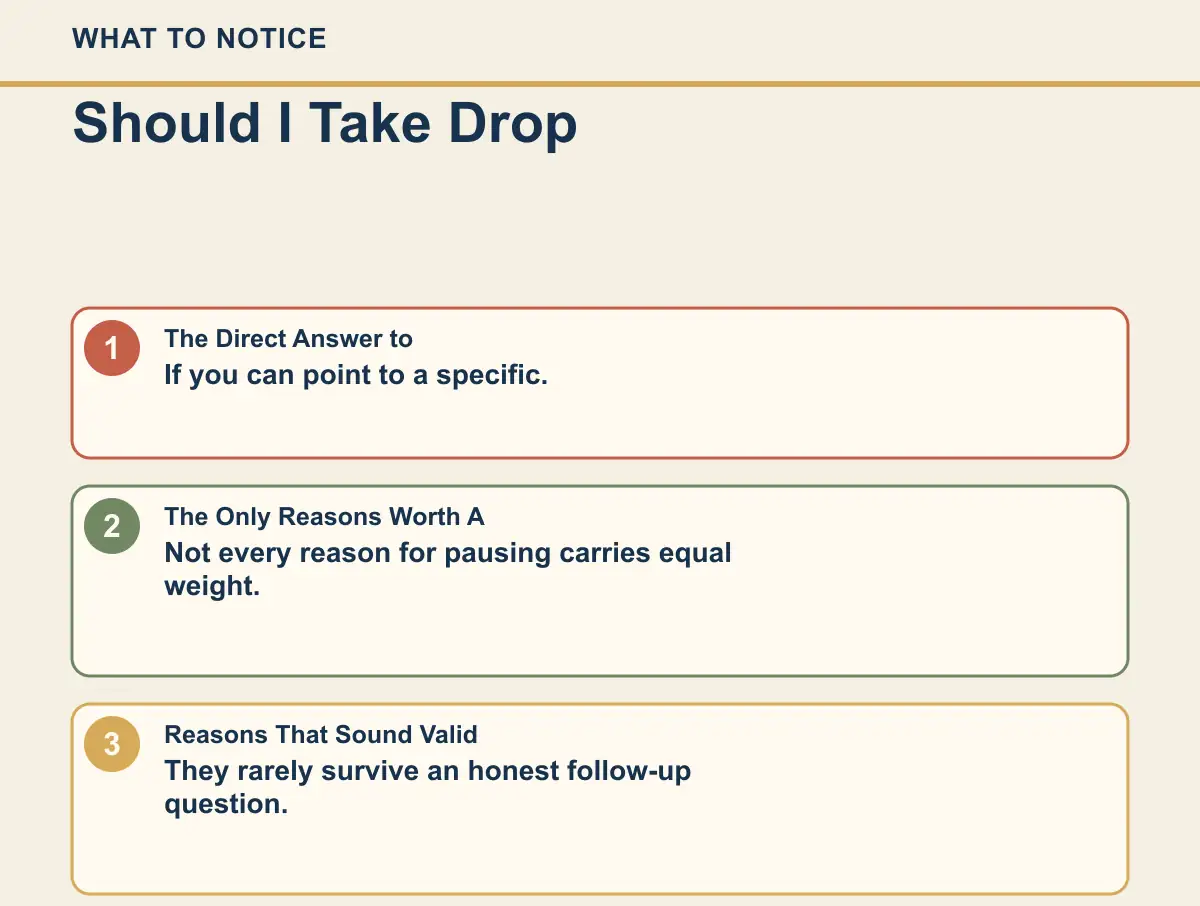 WHAT TO NOTICE
Should I Take Drop
1
The Direct Answer to
If you can point to a specific.
2
The Only Reasons Worth A
Not every reason for pausing carries equal
weight.
3
Reasons That Sound Valid
They rarely survive an honest follow-up
question.